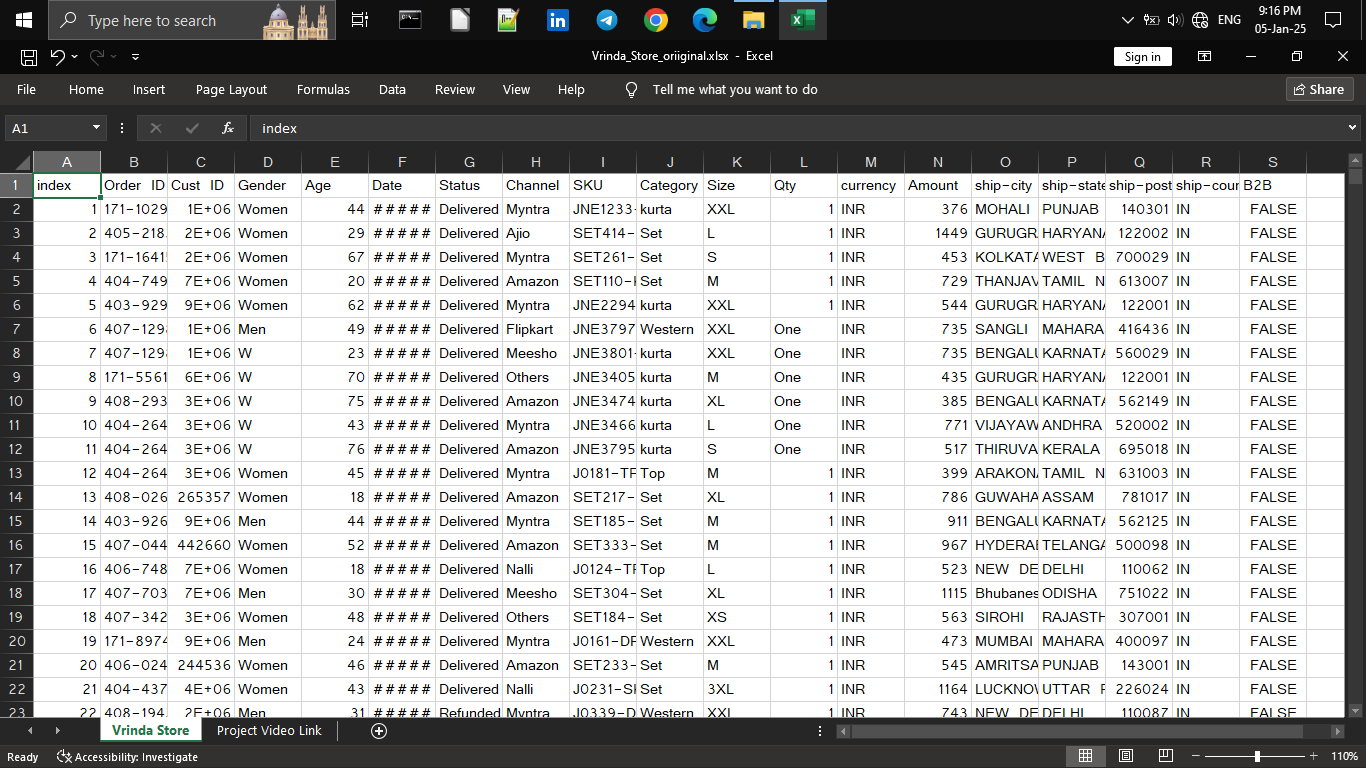 Type here to search
ENG
9:16 PM
05-Jan-25
Vrinda_Store_oriiginal.xlsx - Excel
Sign in
File Home Insert Page Layout Formulas Data Review View Help Tell me what you want to do Share
A1 fx index
A B C D E F G H I J K L M N O P Q R S
1 index Order ID Cust ID Gender Age Date Status Channel SKU Category Size Qty currency Amount ship-city ship-state ship-post ship-coun B2B
2 1 171-1029 1E+06 Women 44 ##### Delivered Myntra JNE1233- kurta XXL 1 INR 376 MOHALI PUNJAB 140301 IN FALSE
3 2 405-218 2E+06 Women 29 ##### Delivered Ajio SET414- Set L 1 INR 1449 GURUGR HARYAN 122002 IN FALSE
4 3 171-1641 2E+06 Women 67 ##### Delivered Myntra SET261- Set S 1 INR 453 KOLKATA WEST B 700029 IN FALSE
5 4 404-749 7E+06 Women 20 ##### Delivered Amazon SET110- Set M 1 INR 729 THANJAV TAMIL N 613007 IN FALSE
6 5 403-929 9E+06 Women 62 ##### Delivered Myntra JNE2294 kurta XXL 1 INR 544 GURUGR HARYAN 122001 IN FALSE
7 6 407-129 1E+06 Men 49 ##### Delivered Flipkart JNE3797 Western XXL One INR 735 SANGLI MAHARA 416436 IN FALSE
8 7 407-129 1E+06 W 23 ##### Delivered Meesho JNE3801- kurta XXL One INR 735 BENGALU KARNATA 560029 IN FALSE
9 8 171-5561 6E+06 W 70 ##### Delivered Others JNE3405 kurta M One INR 435 GURUGR HARYAN 122001 IN FALSE
10 9 408-293 3E+06 W 75 ##### Delivered Amazon JNE3474 kurta XL One INR 385 BENGALU KARNATA 562149 IN FALSE
11 10 404-264 3E+06 W 43 ##### Delivered Myntra JNE3466 kurta L One INR 771 VIJAYAW ANDHRA 520002 IN FALSE
12 11 404-264 3E+06 W 76 ##### Delivered Amazon JNE3795 kurta S One INR 517 THIRUVA KERALA 695018 IN FALSE
13 12 404-264 3E+06 Women 45 ##### Delivered Myntra J0181-TP Top M 1 INR 399 ARAKON TAMIL N 631003 IN FALSE
14 13 408-026 265357 Women 18 ##### Delivered Amazon SET217- Set XL 1 INR 786 GUWAHA ASSAM 781017 IN FALSE
15 14 403-926 9E+06 Men 44 ##### Delivered Myntra SET185- Set M 1 INR 911 BENGALU KARNATA 562125 IN FALSE
16 15 407-044 442660 Women 52 ##### Delivered Amazon SET333- Set M 1 INR 967 HYDERA TELANGA 500098 IN FALSE
17 16 406-748 7E+06 Women 18 ##### Delivered Nalli J0124-T Top L 1 INR 523 NEW DE DELHI 110062 IN FALSE
18 17 407-703 7E+06 Men 30 ##### Delivered Meesho SET304- Set XL 1 INR 1115 Bhubanes ODISHA 751022 IN FALSE
19 18 407-342 3E+06 Women 48 ##### Delivered Others SET184- Set XS 1 INR 563 SIROHI RAJASTH 307001 IN FALSE
20 19 171-8974 9E+06 Men 24 ##### Delivered Myntra J0161-DR Western XXL 1 INR 473 MUMBAI MAHARA 400097 IN FALSE
21 20 406-024 244536 Women 46 ##### Delivered Amazon SET233- Set M 1 INR 545 AMRITSA PUNJAB 143001 IN FALSE
22 21 404-437 4E+06 Women 43 ##### Delivered Nalli J0231-S Set 3XL 1 INR 1164 LUCKNOW UTTAR P 226024 IN FALSE
23 22 408-194 2E+06 Men 31 ##### Refunded Myntra J0339-D Western XXL 1 INR 743 NEW DE DELHI 110087 IN FALSE
Vrinda Store Project Video Link
Ready Accessibility: Investigate 110%